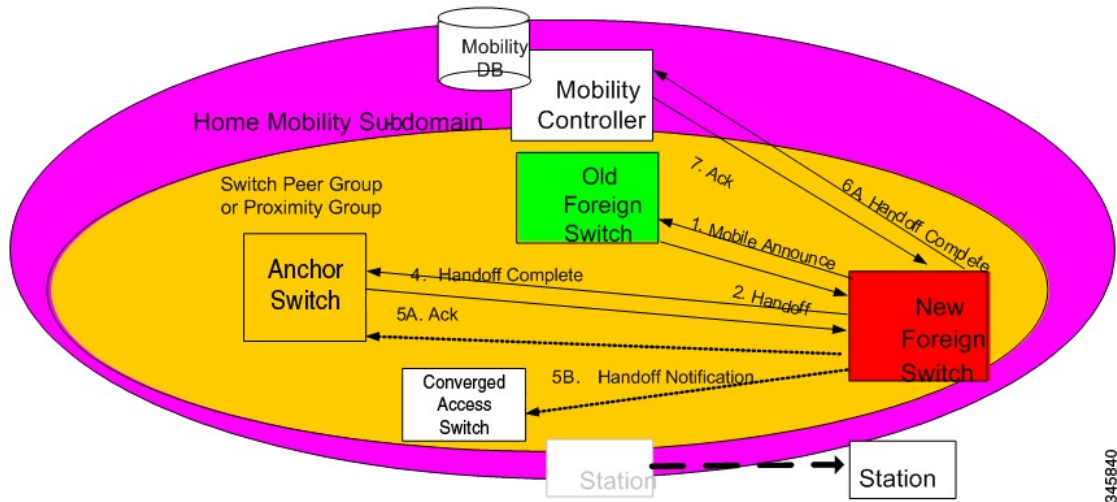 Mobility
DB
Mobility
Controller
Home Mobility Subdomain
Switch Peer Group
or Proximity Group
Old
Foreign
Switch
7. Ack
6A Handoff Complete
1. Mobile Announce
Anchor
Switch
4. Handoff Complete
2. Handoff
5A. Ack
New
Foreign
Switch
5B. Handoff Notification
Converged
Access
Switch
Station
Station
345840